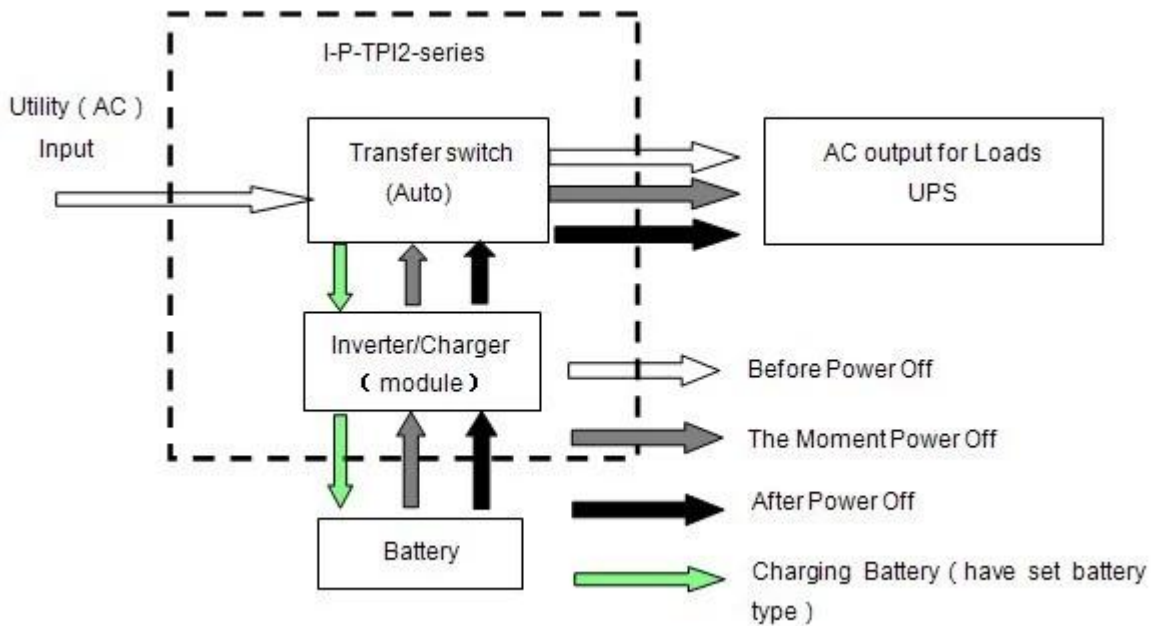 I-P-TPI2-series
Utility ( AC )
Input
Transfer switch
(Auto)
AC output for Loads
UPS
Inverter/Charger
( module )
Before Power Off
The Moment Power Off
After Power Off
Battery
Charging Battery ( have set battery
type )